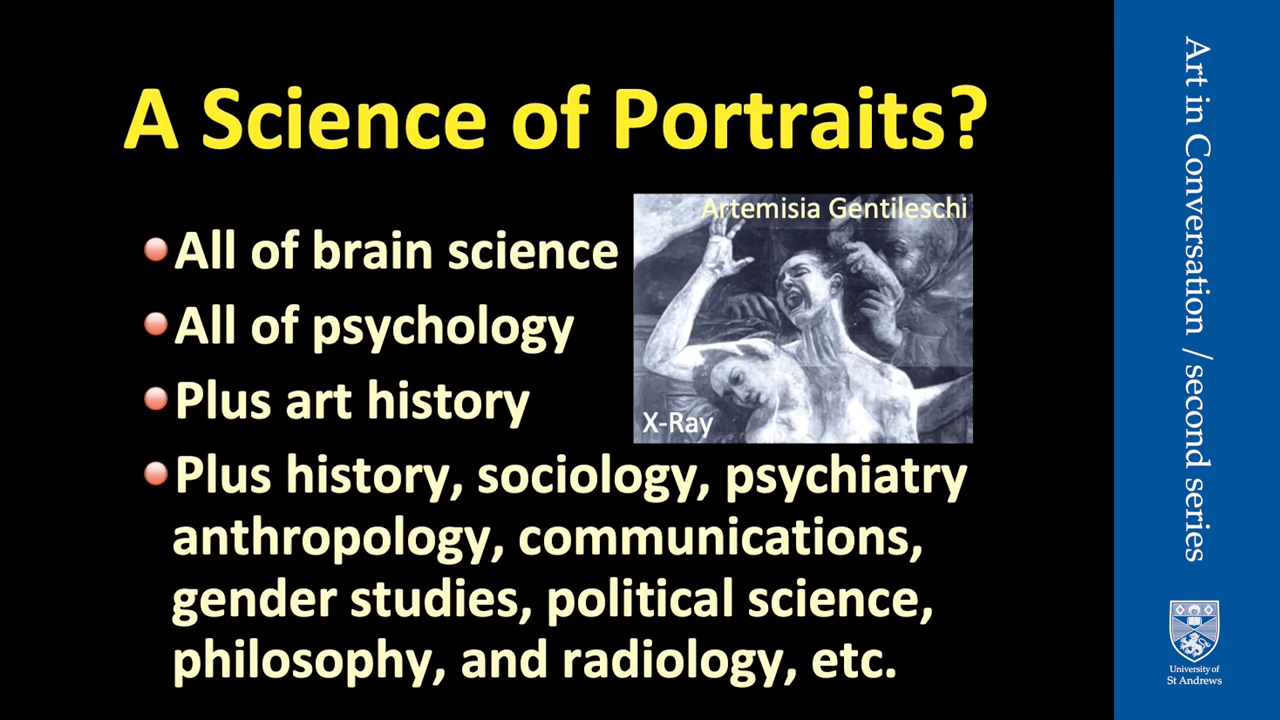 A Science of Portraits?
All of brain science
All of psychology
Plus art history
Plus history, sociology, psychiatry
anthropology, communications,
gender studies, political science,
philosophy, and radiology, etc.
Artemisia Gentileschi
X-Ray
Art in Conversation / second series
University of
St Andrews